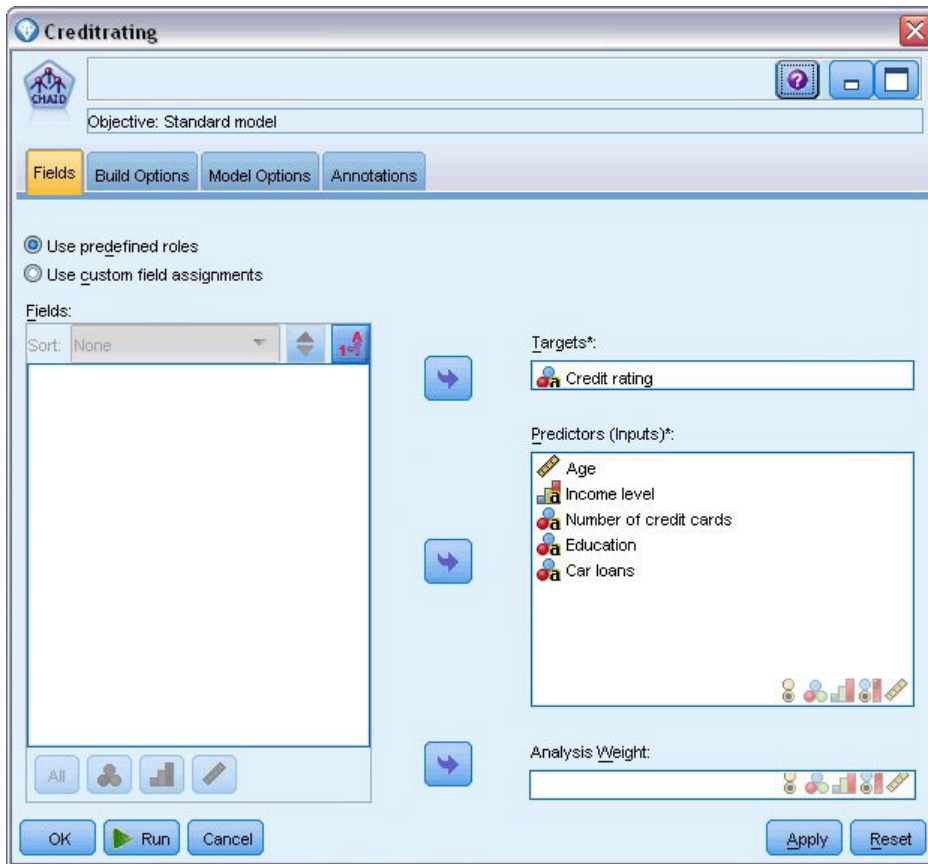 Creditrating
CHAID
Objective: Standard model
Fields Build Options Model Options Annotations
Use predefined roles
Use custom field assignments
Fields:
Sort: None
Targets*:
Credit rating
Predictors (Inputs)*:
Age
Income level
Number of credit cards
Education
Car loans
Analysis Weight:
All
OK Run Cancel Apply Reset